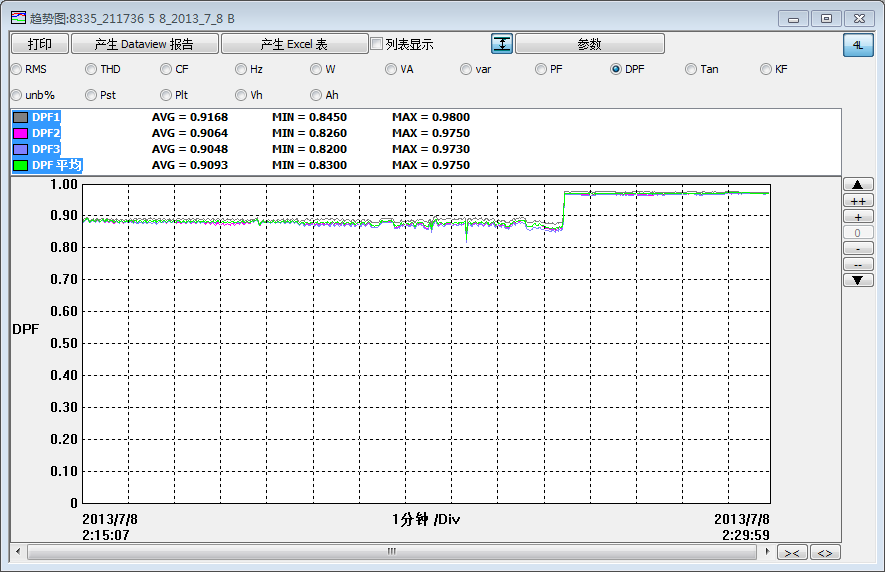 趋势图:8335_211736 5 8_2013_7_8 B
打印 产生 Dataview 报告 产生 Excel 表 列表显示 参数 4L
RMS THD CF Hz W VA var PF DPF Tan KF
unb% Pst Plt Vh Ah
DPF1 AVG = 0.9168 MIN = 0.8450 MAX = 0.9800
DPF2 AVG = 0.9064 MIN = 0.8260 MAX = 0.9750
DPF3 AVG = 0.9048 MIN = 0.8200 MAX = 0.9730
DPF 平均 AVG = 0.9093 MIN = 0.8300 MAX = 0.9750
1.00
0.90
0.80
0.70
0.60
0.50
0.40
0.30
0.20
0.10
0
DPF
++
+
0
-
--
2013/7/8 1分钟 /Div 2013/7/8
2:15:07 2:29:59
>< <>